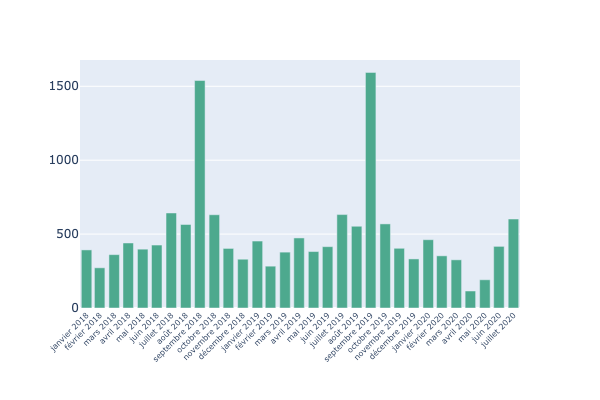 1500
1000
500
0
janvier 2018
février 2018
mars 2018
avril 2018
mai 2018
juin 2018
juillet 2018
août 2018
septembre 2018
octobre 2018
novembre 2018
décembre 2018
janvier 2019
février 2019
mars 2019
avril 2019
mai 2019
juin 2019
juillet 2019
août 2019
septembre 2019
octobre 2019
novembre 2019
décembre 2019
janvier 2020
février 2020
mars 2020
avril 2020
mai 2020
juin 2020
juillet 2020